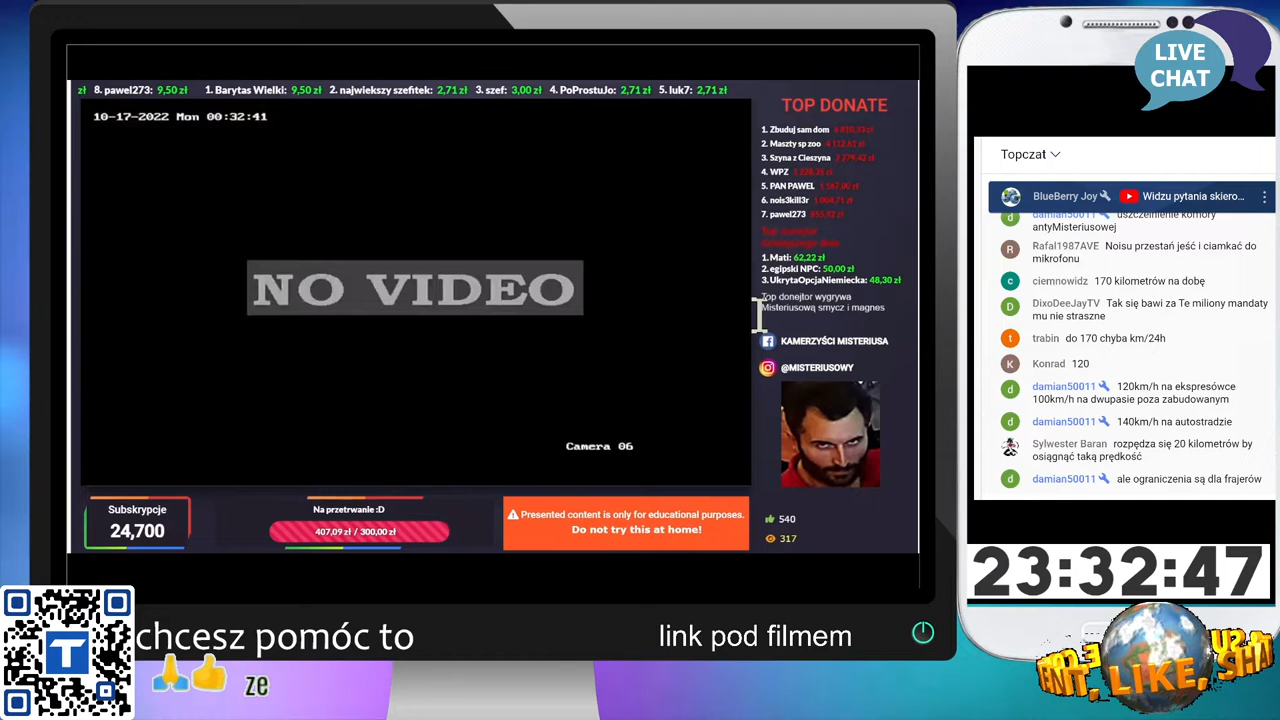 zł 8. pawel273: 9,50 zł 1. Barytas Wielki: 9,50 zł 2. najwiekszy szefitek: 2,71 zł 3. szef: 3,00 zł 4. PoProstuJo: 2,71 zł 5. luk7: 2,71 zł
10-17-2022 Mon 00:32:41
NO VIDEO
Camera 06
TOP DONATE
1. Zbuduj sam dom
2. Maszty sp zoo
3. Szyna z Cieszyna
4. WPZ
5. PAN PAWEL
6. nois3kill3r
7. pawel273
1. Mati: 62,22 zł
2. egipski NPC: 50,00 zł
3. UkrytaOpcjaNiemiecka: 48,30 zł
Top donejtor wygrywa
Misteriusową smycz i magnes
KAMERZYŚCI MISTERIUSA
@MISTERIUSOWY
540
317
Subskrypcje
24,700
Na przetrwanie :D
407,09 zł / 300,00 zł
Presented content is only for educational purposes.
Do not try this at home!
chcesz pomóc to
link pod filmem
ze
T
LIVE
CHAT
Topczat
BlueBerry Joy Widzu pytania skiero...
damian50011 uszczelnienie komory
antyMisteriusowej
Rafal1987AVE Noisu przestań jeść i ciamkać do
mikrofonu
ciemnowidz 170 kilometrów na dobę
DixoDeeJayTV Tak się bawi za Te miliony mandaty
mu nie straszne
trabin do 170 chyba km/24h
Konrad 120
damian50011 120km/h na ekspresówce
100km/h na dwupasie poza zabudowanym
damian50011 140km/h na autostradzie
Sylwester Baran rozpędza się 20 kilometrów by
osiągnąć taką prędkość
damian50011 ale ograniczenia są dla frajerów
23:32:47
LIKE,